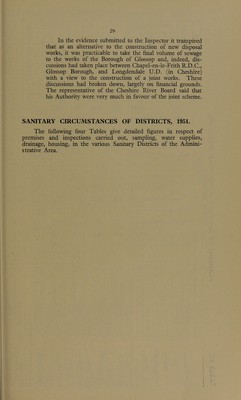 29
In the evidence submitted to the Inspector it transpired
that as an alternative to the construction of new disposal
works, it was practicable to take the final volume of sewage
to the works of the Borough of Glossop and, indeed, dis-
cussions had taken place between Chapel-en-le-Frith R.D.C.,
Glossop Borough, and Longdendale U.D. (in Cheshire)
with a view to the construction of a joint works. These
discussions had broken down, largely on financial grounds.
The representative of the Cheshire River Board said that
his Authority were very much in favour of the joint scheme.
SANITARY CIRCUMSTANCES OF DISTRICTS, 1951.
The following four Tables give detailed figures in respect of
premises and inspections carried out, sampling, water supplies,
drainage, housing, in the various Sanitary Districts of the Admini-
strative Area.